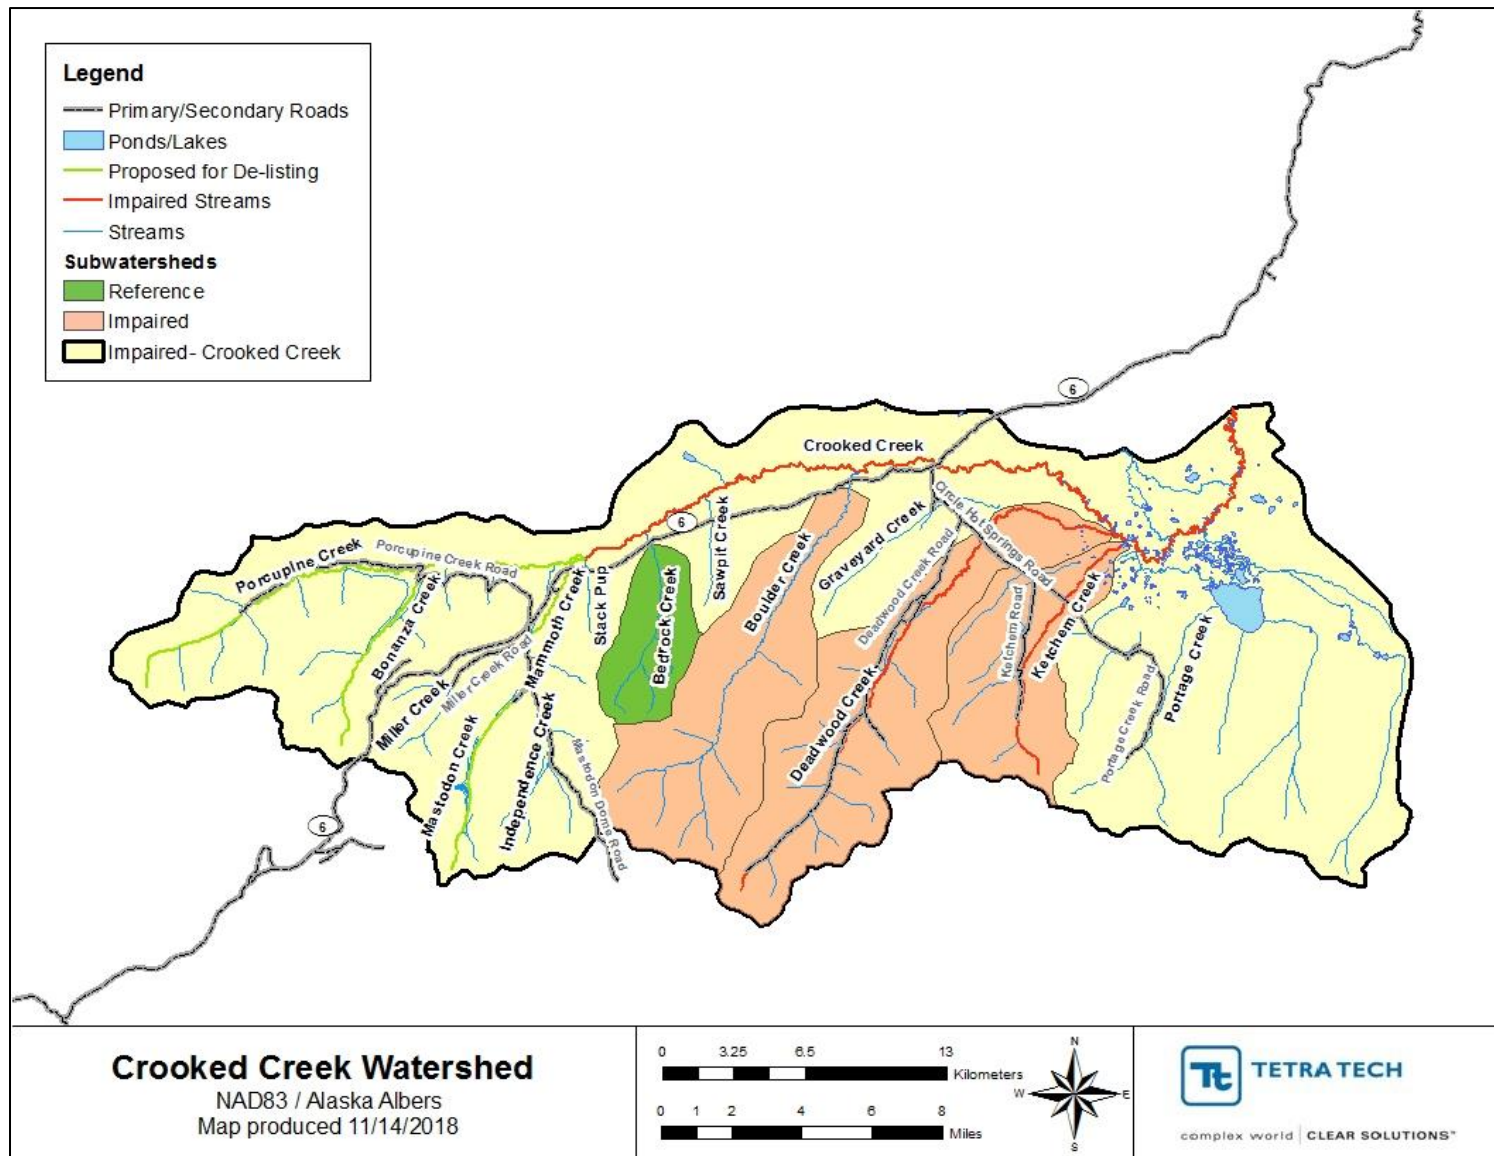 Legend
Primary/Secondary Roads
Ponds/Lakes
Proposed for De-listing
Impaired Streams
Streams
Subwatersheds
Reference
Impaired
Impaired- Crooked Creek
6
Crooked Creek
6
Porcupine Creek
Porcupine Creek Road
Bonanza Creek
Mammoth Creek
Stack Pup
Bedrock Creek
Sawpit Creek
Boulder Creek
Graveyard Creek
Circle Hot Springs Road
Deadwood Creek Road
Deadwood Creek
Ketchem Road
Ketchem Creek
Portage Creek Road
Portage Creek
Miller Creek
Miller Creek Road
Mastodon Creek
Independence Creek
Mastodon Dome Road
6
Crooked Creek Watershed
NAD83 / Alaska Albers
Map produced 11/14/2018
0 3.25 6.5 13
Kilometers
0 1 2 4 6 8
Miles
N
W E
S
Tt TETRA TECH
complex world | CLEAR SOLUTIONS™